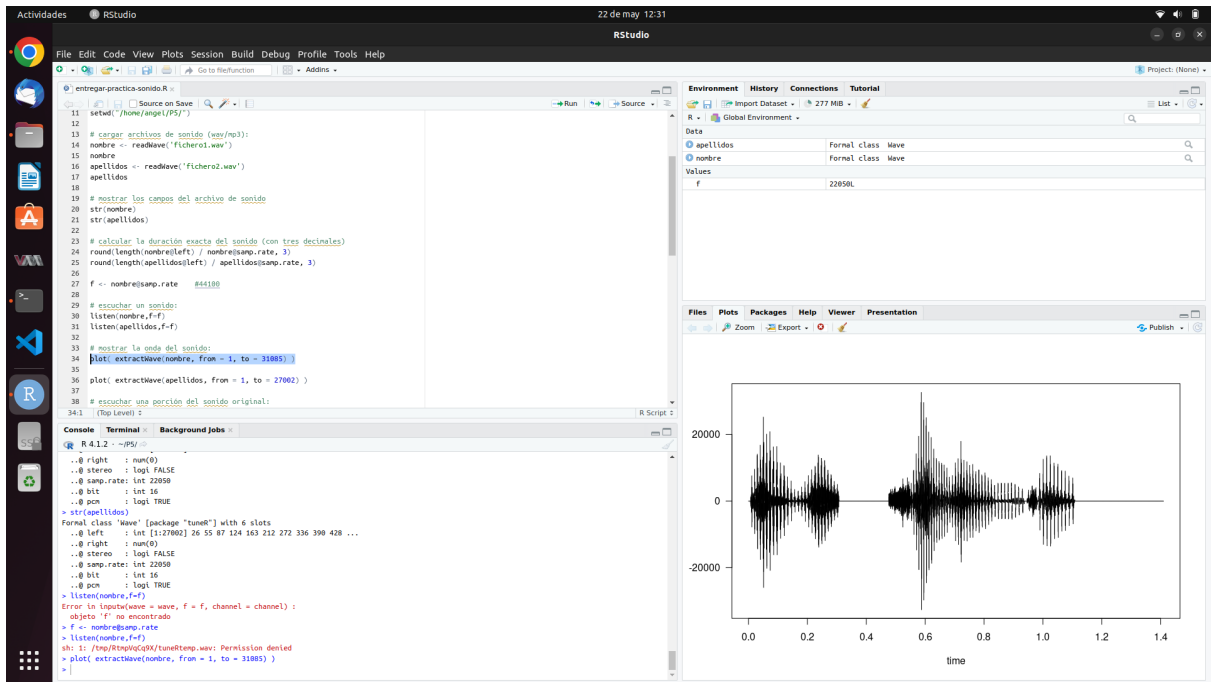 Actividades
RStudio
22 de may 12:31
RStudio
File Edit Code View Plots Session Build Debug Profile Tools Help
Go to file/function
Addins
Project: (None)
entregar-practica-sonido.R
Source on Save
Run
Source
11 setwd("/home/angel/P5/")
12
13 # cargar archivos de sonido (wav/mp3):
14 nombre <- readWave('fichero1.wav')
15 nombre
16 apellidos <- readWave('fichero2.wav')
17 apellidos
18
19 # mostrar los campos del archivo de sonido
20 str(nombre)
21 str(apellidos)
22
23 # calcular la duración exacta del sonido (con tres decimales)
24 round(length(nombre@left) / nombre@samp.rate, 3)
25 round(length(apellidos@left) / apellidos@samp.rate, 3)
26
27 f <- nombre@samp.rate #44100
28
29 # escuchar un sonido:
30 listen(nombre,f=f)
31 listen(apellidos,f=f)
32
33 # mostrar la onda del sonido:
34 plot( extractWave(nombre, from = 1, to = 31085) )
35
36 plot( extractWave(apellidos, from = 1, to = 27002) )
37
38 # escuchar una porción del sonido original:
34:1 (Top Level) R Script
Console Terminal Background Jobs
R 4.1.2 · ~/P5/
..@ right : num(0)
..@ stereo : logi FALSE
..@ samp.rate: int 22050
..@ bit : int 16
..@ pcm : logi TRUE
> str(apellidos)
Formal class 'Wave' [package "tuneR"] with 6 slots
..@ left : int [1:27002] 26 55 87 124 163 212 272 336 390 428 ...
..@ right : num(0)
..@ stereo : logi FALSE
..@ samp.rate: int 22050
..@ bit : int 16
..@ pcm : logi TRUE
> listen(nombre,f=f)
Error in inputw(wave = wave, f = f, channel = channel) :
objeto 'f' no encontrado
> f <- nombre@samp.rate
> listen(nombre,f=f)
sh: 1: /tmp/RtmpVqCq9X/tuneRtemp.wav: Permission denied
> plot( extractWave(nombre, from = 1, to = 31085) )
>
Environment History Connections Tutorial
Import Dataset 277 MiB List
R Global Environment
Data
apellidos Formal class Wave
nombre Formal class Wave
Values
f 22050L
Files Plots Packages Help Viewer Presentation
Zoom Export Publish
20000
0
-20000
0.0 0.2 0.4 0.6 0.8 1.0 1.2 1.4
time